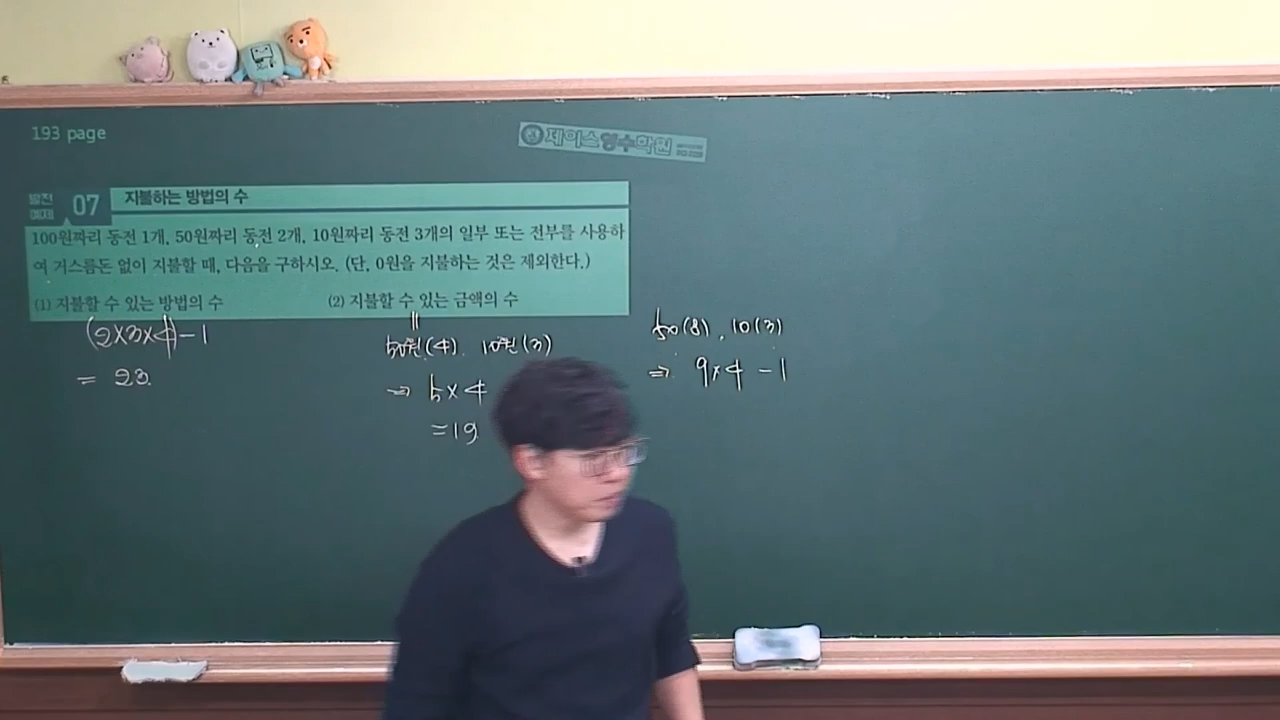 193 page
제이스영수학원
발전
예제 07 지불하는 방법의 수
100원짜리 동전 1개, 50원짜리 동전 2개, 10원짜리 동전 3개의 일부 또는 전부를 사용하
여 거스름돈 없이 지불할 때, 다음을 구하시오. (단, 0원을 지불하는 것은 제외한다.)
(1) 지불할 수 있는 방법의 수
(2) 지불할 수 있는 금액의 수
(2×3×4)-1
= 23.
50원(4). 10원(3)
⇒ 5×4
=19
50(8). 10(3)
⇒ 9×4 -1